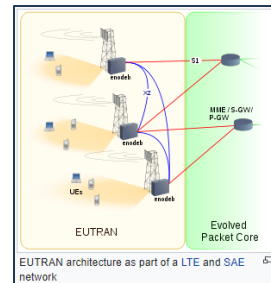 enodeb
S1
X2
MME / S-GW/
P-GW
enodeb
enodeb
UEs
EUTRAN
Evolved
Packet Core
EUTRAN architecture as part of a LTE and SAE
network